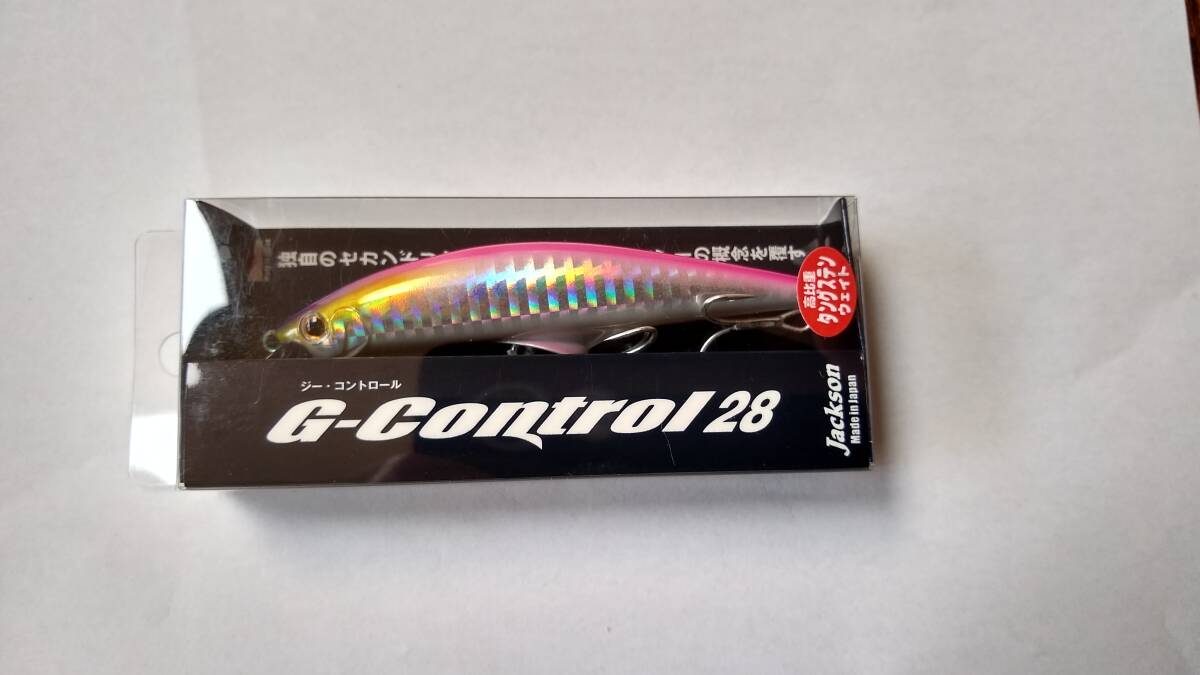 独自のセカンドリ
の概念を覆す
高比重
タングステン
ウェイト
ジー・コントロール
G-Control 28
Jackson
Made in Japan